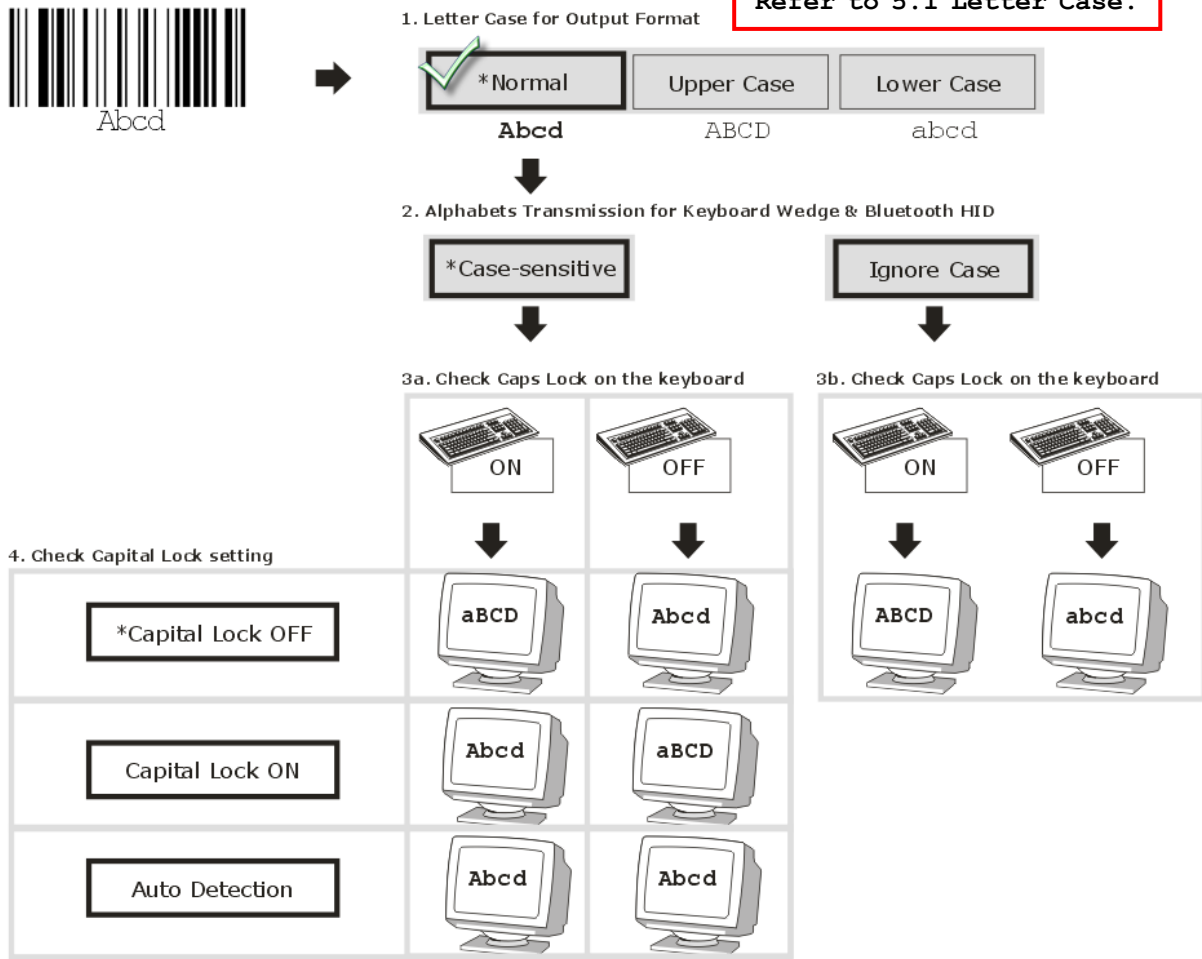 Refer to 5.1 Letter Case.
1. Letter Case for Output Format
*Normal Upper Case Lower Case
Abcd
Abcd ABCD abcd
2. Alphabets Transmission for Keyboard Wedge & Bluetooth HID
*Case-sensitive Ignore Case
3a. Check Caps Lock on the keyboard 3b. Check Caps Lock on the keyboard
ON OFF ON OFF
4. Check Capital Lock setting
*Capital Lock OFF aBCD Abcd ABCD abcd
Capital Lock ON Abcd aBCD
Auto Detection Abcd Abcd